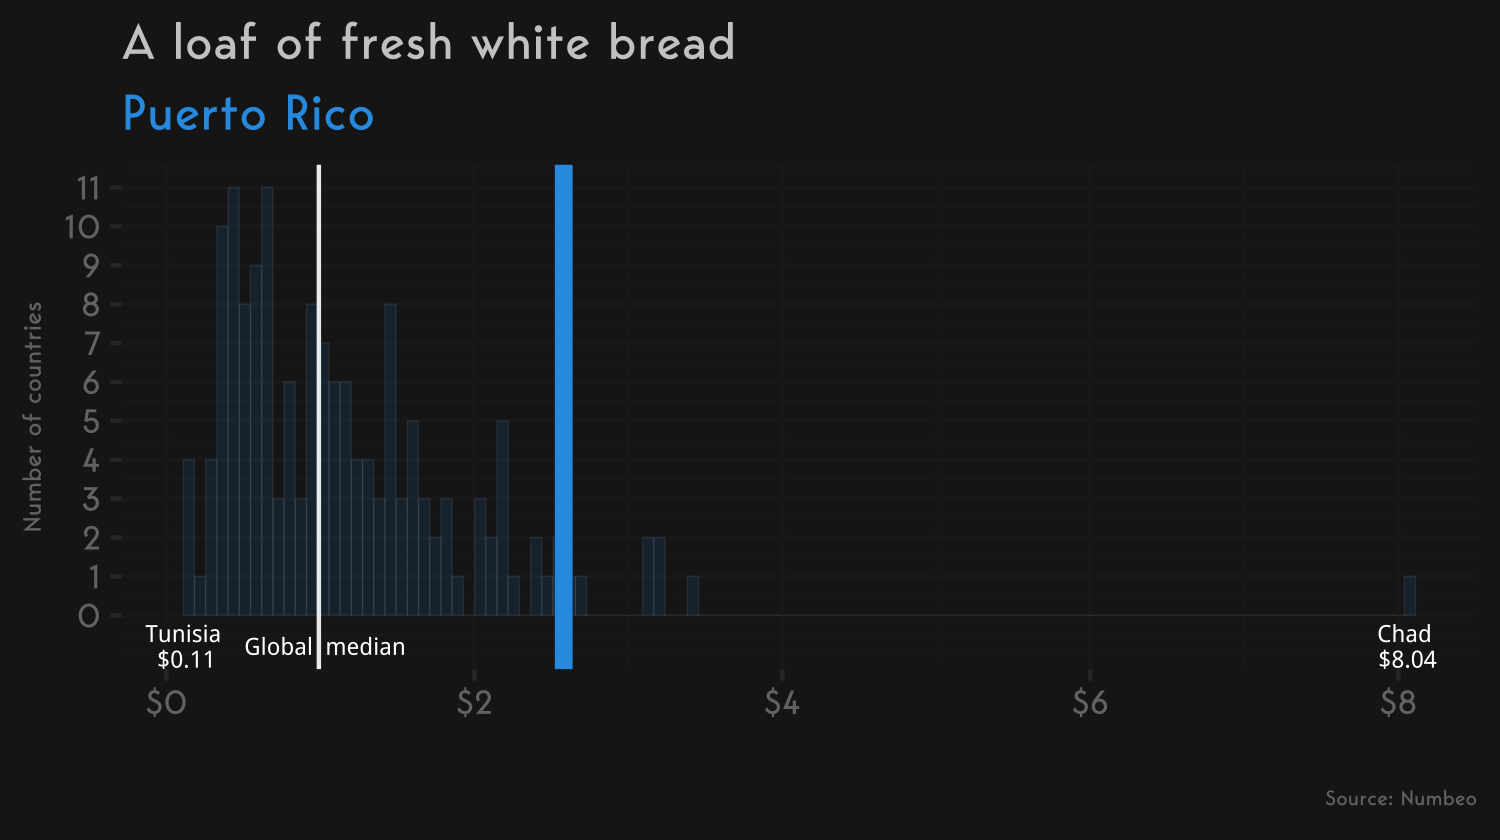 A loaf of fresh white bread
Puerto Rico
Number of countries
11
10
9
8
7
6
5
4
3
2
1
0
Tunisia
$0.11
Global median
Chad
$8.04
$0 $2 $4 $6 $8
Source: Numbeo